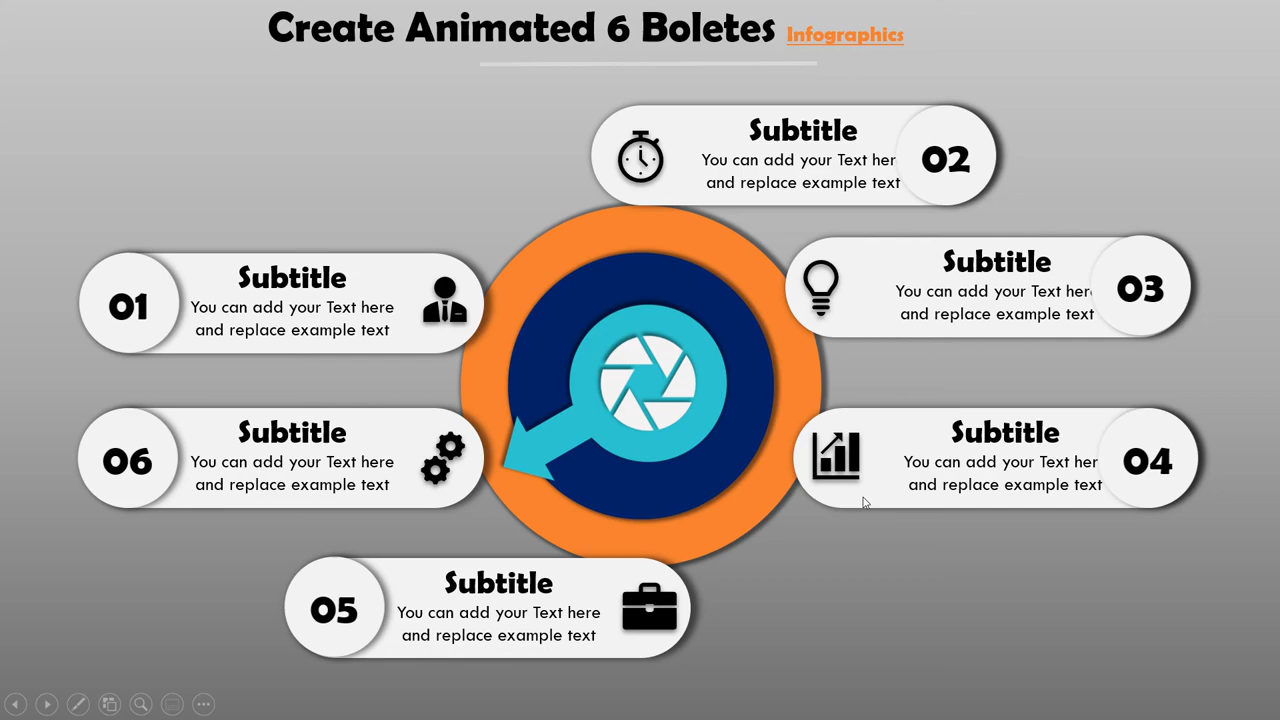 Create Animated 6 Boletes Infographics
01
Subtitle
You can add your Text here
and replace example text
02
Subtitle
You can add your Text her
and replace example text
03
Subtitle
You can add your Text her
and replace example text
04
Subtitle
You can add your Text her
and replace example text
05
Subtitle
You can add your Text here
and replace example text
06
Subtitle
You can add your Text here
and replace example text